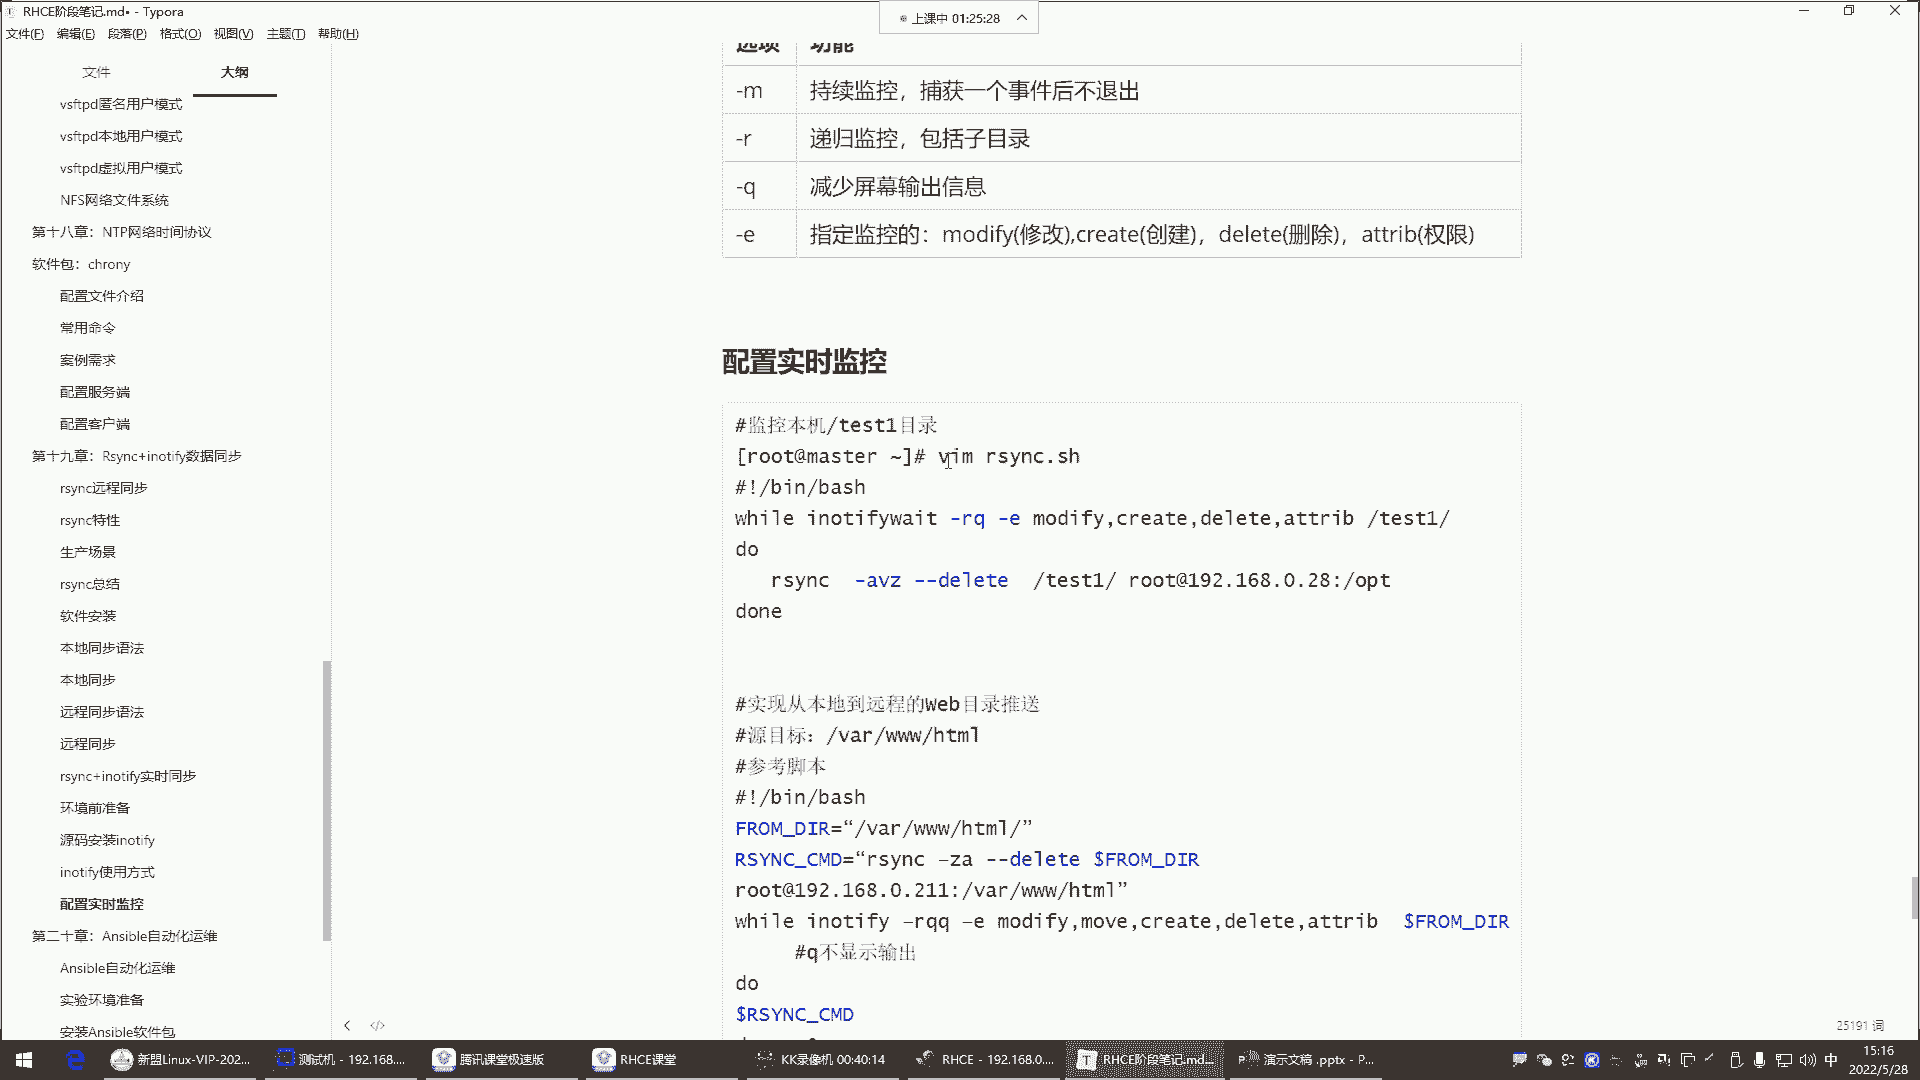 RHCE阶段笔记.md• - Typora
上课中 01:25:28
文件(F) 编辑(E) 段落(P) 格式(O) 视图(V) 主题(T) 帮助(H)
文件 大纲
vsftpd匿名用户模式
vsftpd本地用户模式
vsftpd虚拟用户模式
NFS网络文件系统
第十八章：NTP网络时间协议
软件包：chrony
配置文件介绍
常用命令
案例需求
配置服务端
配置客户端
第十九章：Rsync+inotify数据同步
rsync远程同步
rsync特性
生产场景
rsync总结
软件安装
本地同步语法
本地同步
远程同步语法
远程同步
rsync+inotify实时同步
环境前准备
源码安装inotify
inotify使用方式
配置实时监控
第二十章：Ansible自动化运维
Ansible自动化运维
实验环境准备
安装Ansible软件包
选项 功能
-m 持续监控，捕获一个事件后不退出
-r 递归监控，包括子目录
-q 减少屏幕输出信息
-e 指定监控的：modify(修改),create(创建)，delete(删除)，attrib(权限)
配置实时监控
#监控本机/test1目录
[root@master ~]# vim rsync.sh
#!/bin/bash
while inotifywait -rq -e modify,create,delete,attrib /test1/
do
rsync -avz --delete /test1/ root@192.168.0.28:/opt
done
#实现从本地到远程的Web目录推送
#源目标：/var/www/html
#参考脚本
#!/bin/bash
FROM_DIR=“/var/www/html/”
RSYNC_CMD=“rsync –za --delete $FROM_DIR
root@192.168.0.211:/var/www/html”
while inotify –rqq –e modify,move,create,delete,attrib $FROM_DIR
#q不显示输出
do
$RSYNC_CMD
25191 词
新盟Linux-VIP-202... 测试机 - 192.168.... 腾讯课堂极速版 RHCE课堂 KK录像机 00:40:14 RHCE - 192.168.0.... RHCE阶段笔记.md... 演示文稿 .pptx - P... 中 15:16
2022/5/28